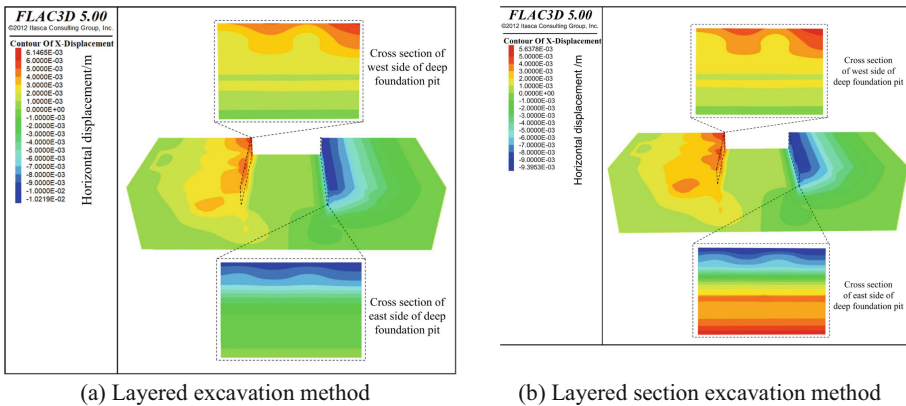 FLAC3D 5.00
©2012 Itasca Consulting Group, Inc.
Contour Of X-Displacement
6.1465E-03
6.0000E-03
5.0000E-03
4.0000E-03
3.0000E-03
2.0000E-03
1.0000E-03
0.0000E+00
-1.0000E-03
-2.0000E-03
-3.0000E-03
-4.0000E-03
-5.0000E-03
-6.0000E-03
-7.0000E-03
-8.0000E-03
-9.0000E-03
-1.0000E-02
-1.0219E-02
Horizontal displacement/m
Cross section of
west side of deep
foundation pit
Cross section of
east side of deep
foundation pit
(a) Layered excavation method
FLAC3D 5.00
©2012 Itasca Consulting Group, Inc.
Contour Of X-Displacement
5.6378E-03
5.0000E-03
4.0000E-03
3.0000E-03
2.0000E-03
1.0000E-03
0.0000E+00
-1.0000E-03
-2.0000E-03
-3.0000E-03
-4.0000E-03
-5.0000E-03
-6.0000E-03
-7.0000E-03
-8.0000E-03
-9.0000E-03
-9.3953E-03
Horizontal displacement/m
Cross section
of west side of
deep foundation
pit
Cross section
of east side of
deep foundation
pit
(b) Layered section excavation method